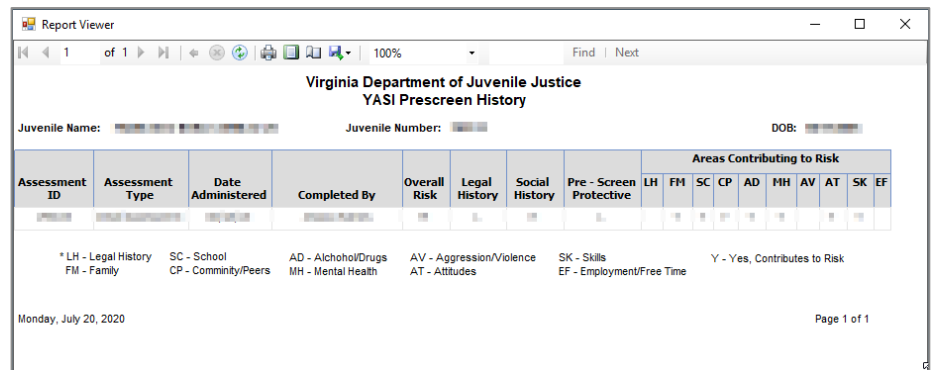 Report Viewer
1 of 1 100% Find | Next
Virginia Department of Juvenile Justice
YASI Prescreen History
Juvenile Name: Juvenile Number: DOB:
Areas Contributing to Risk
Assessment ID Assessment Type Date Administered Completed By Overall Risk Legal History Social History Pre - Screen Protective LH FM SC CP AD MH AV AT SK EF
* LH - Legal History SC - School AD - Alchohol/Drugs AV - Aggression/Violence SK - Skills Y - Yes, Contributes to Risk
FM - Family CP - Comminity/Peers MH - Mental Health AT - Attitudes EF - Employment/Free Time
Monday, July 20, 2020 Page 1 of 1